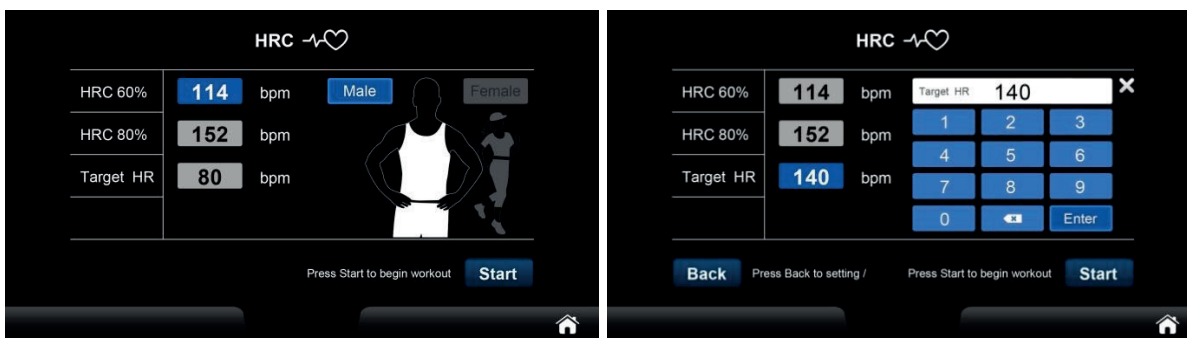 HRC
HRC 60% 114 bpm Male Female
HRC 80% 152 bpm
Target HR 80 bpm
Press Start to begin workout Start
HRC
HRC 60% 114 bpm Target HR 140
1 2 3
HRC 80% 152 bpm
4 5 6
Target HR 140 bpm
7 8 9
0 Enter
Back Press Back to setting / Press Start to begin workout Start